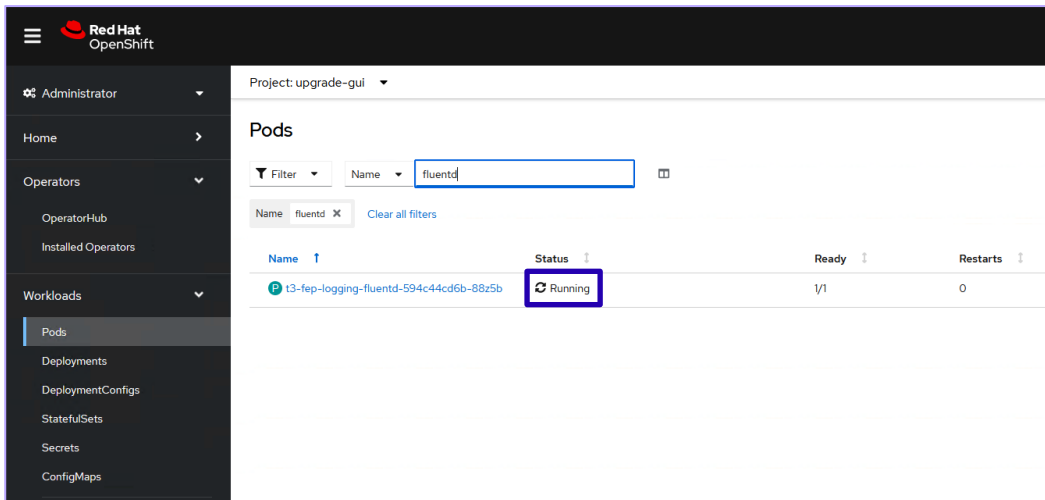 Red Hat
OpenShift
Administrator
Home
Operators
OperatorHub
Installed Operators
Workloads
Pods
Deployments
DeploymentConfigs
StatefulSets
Secrets
ConfigMaps
Project: upgrade-gui
Pods
Filter Name fluentd
Name fluentd Clear all filters
Name Status Ready Restarts
P t3-fep-logging-fluentd-594c44cd6b-88z5b Running 1/1 0